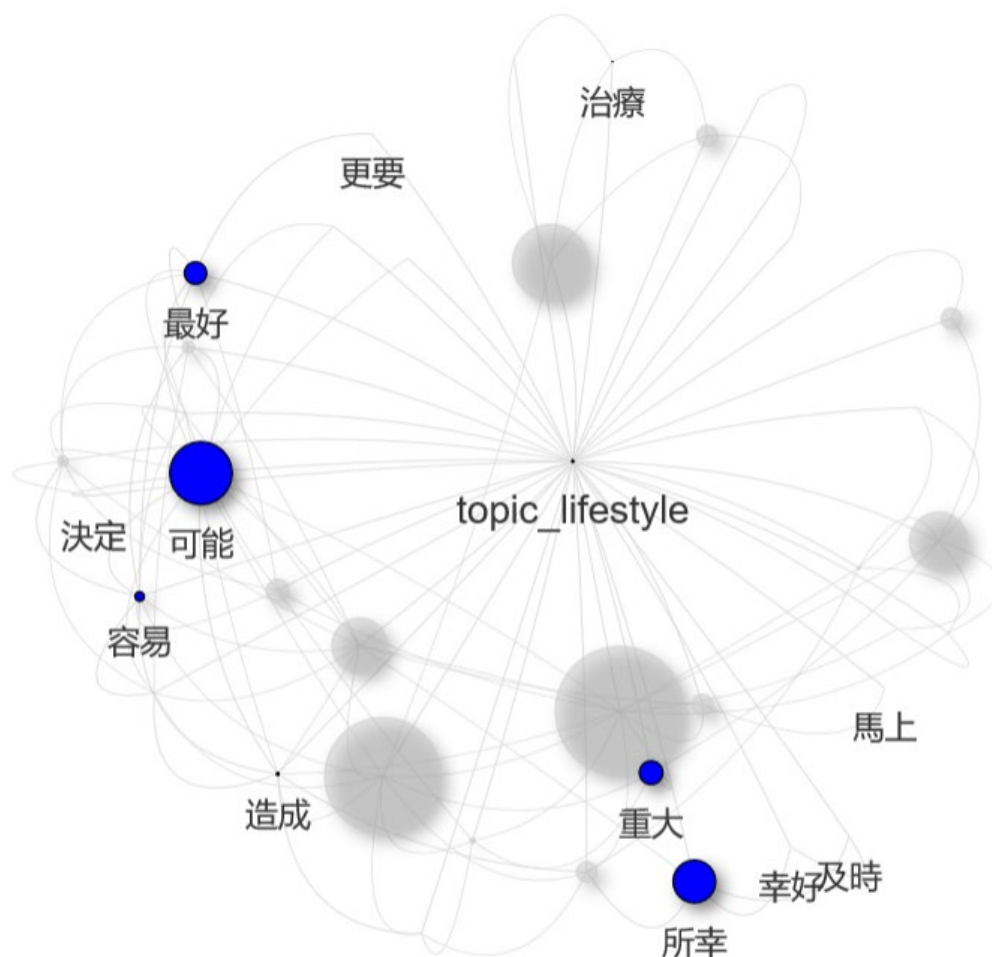 治療
更要
最好
topic_lifestyle
決定
可能
容易
馬上
造成
重大
幸好
及時
所幸